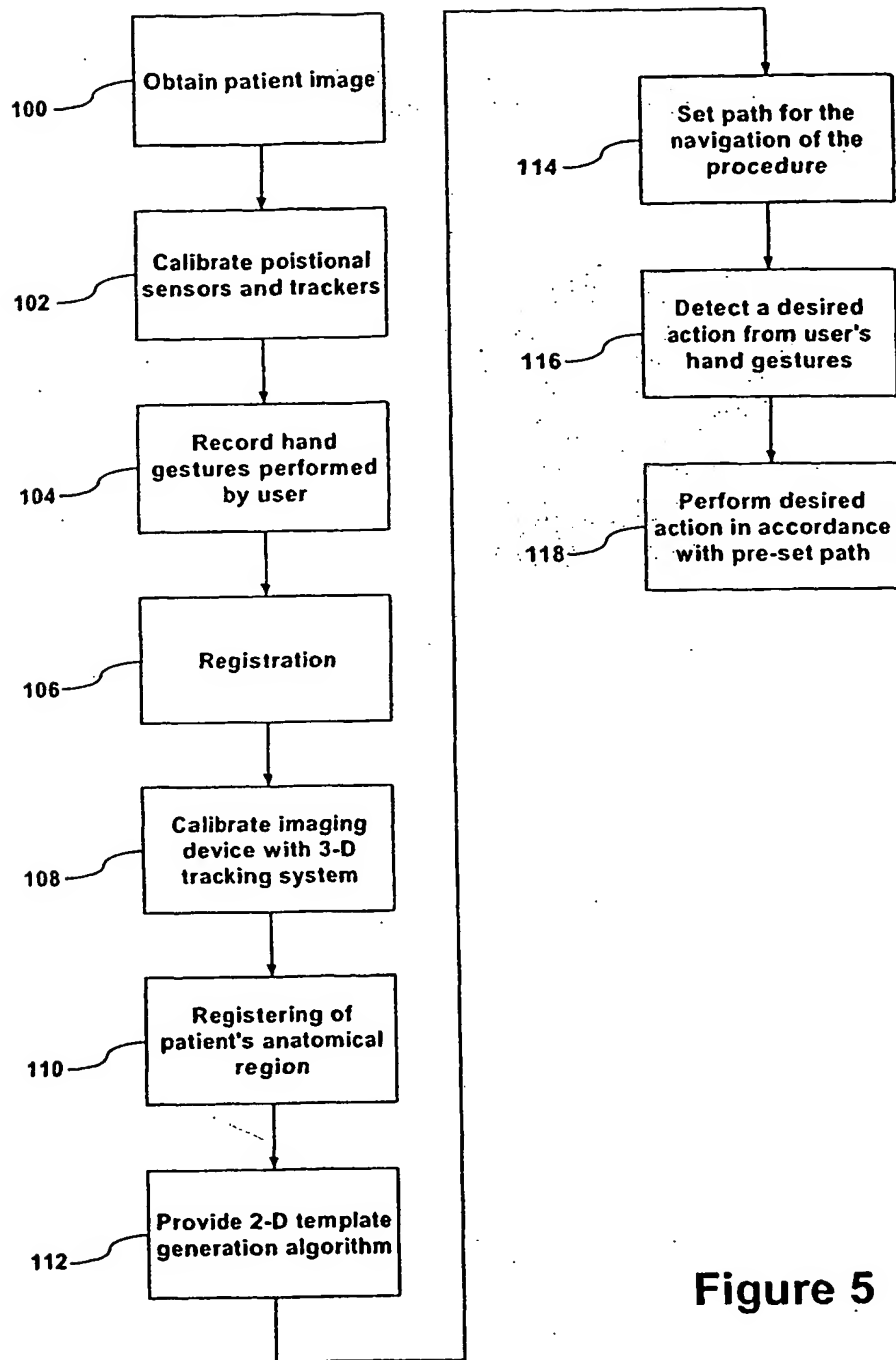 100
Obtain patient image
102
Calibrate poistional
sensors and trackers
104
Record hand
gestures performed
by user
106
Registration
108
Calibrate imaging
device with 3-D
tracking system
110
Registering of
patient's anatomical
region
112
Provide 2-D template
generation algorithm
114
Set path for the
navigation of the
procedure
116
Detect a desired
action from user's
hand gestures
118
Perform desired
action in accordance
with pre-set path
Figure 5